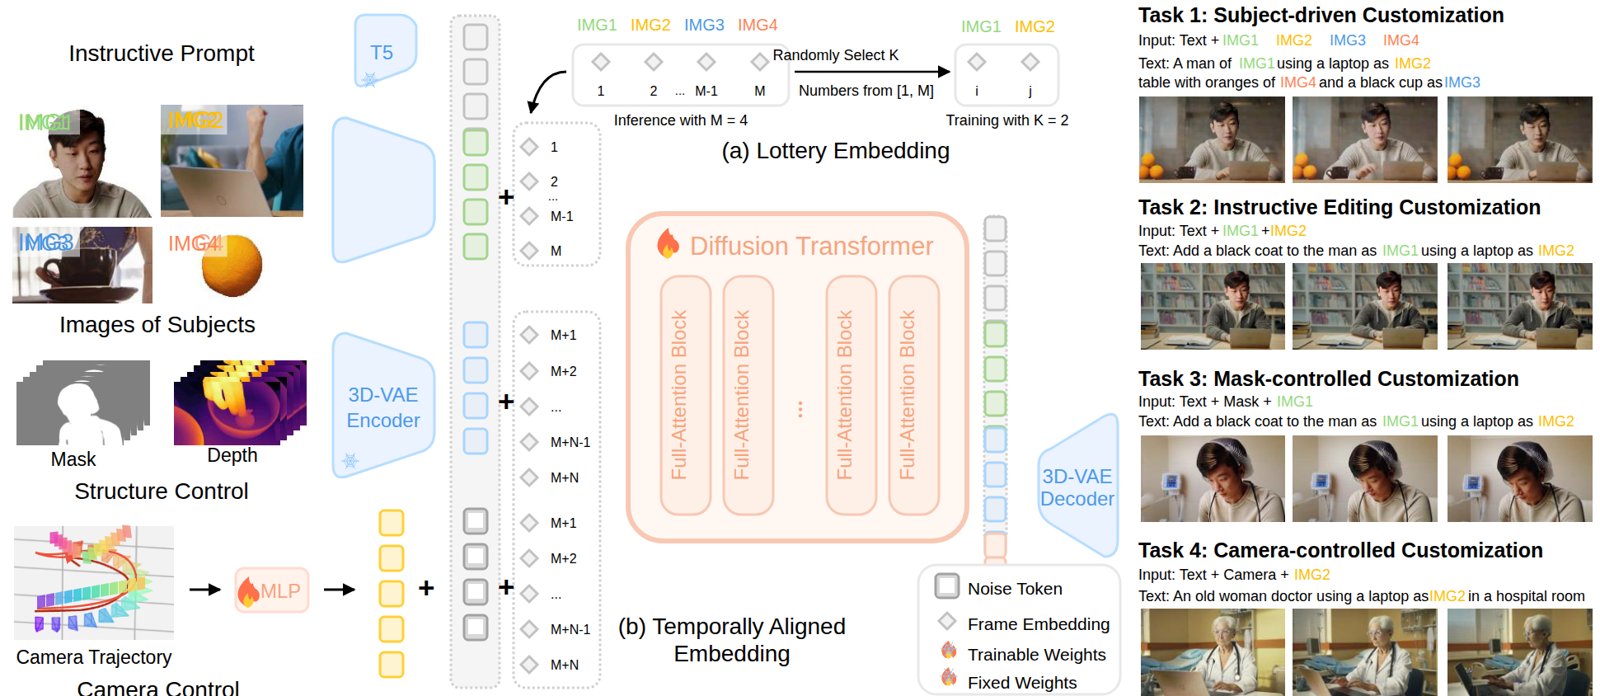 Instructive Prompt
IMG1
IMG2
IMG3
IMG4
Images of Subjects
Mask
Depth
Structure Control
Camera Trajectory
Camera Control
MLP
T5
3D-VAE
Encoder
+
+
+
+
1
2
...
M-1
M
M+1
M+2
...
M+N-1
M+N
M+1
M+2
...
M+N-1
M+N
IMG1 IMG2 IMG3 IMG4
1 2 ... M-1 M
Inference with M = 4
Randomly Select K
Numbers from [1, M]
IMG1 IMG2
i j
Training with K = 2
(a) Lottery Embedding
Diffusion Transformer
Full-Attention Block
Full-Attention Block
...
Full-Attention Block
Full-Attention Block
(b) Temporally Aligned
Embedding
3D-VAE
Decoder
Noise Token
Frame Embedding
Trainable Weights
Fixed Weights
Task 1: Subject-driven Customization
Input: Text + IMG1 IMG2 IMG3 IMG4
Text: A man of IMG1 using a laptop as IMG2
table with oranges of IMG4 and a black cup as IMG3
Task 2: Instructive Editing Customization
Input: Text + IMG1 + IMG2
Text: Add a black coat to the man as IMG1 using a laptop as IMG2
Task 3: Mask-controlled Customization
Input: Text + Mask + IMG1
Text: Add a black coat to the man as IMG1 using a laptop as IMG2
Task 4: Camera-controlled Customization
Input: Text + Camera + IMG2
Text: An old woman doctor using a laptop as IMG2 in a hospital room